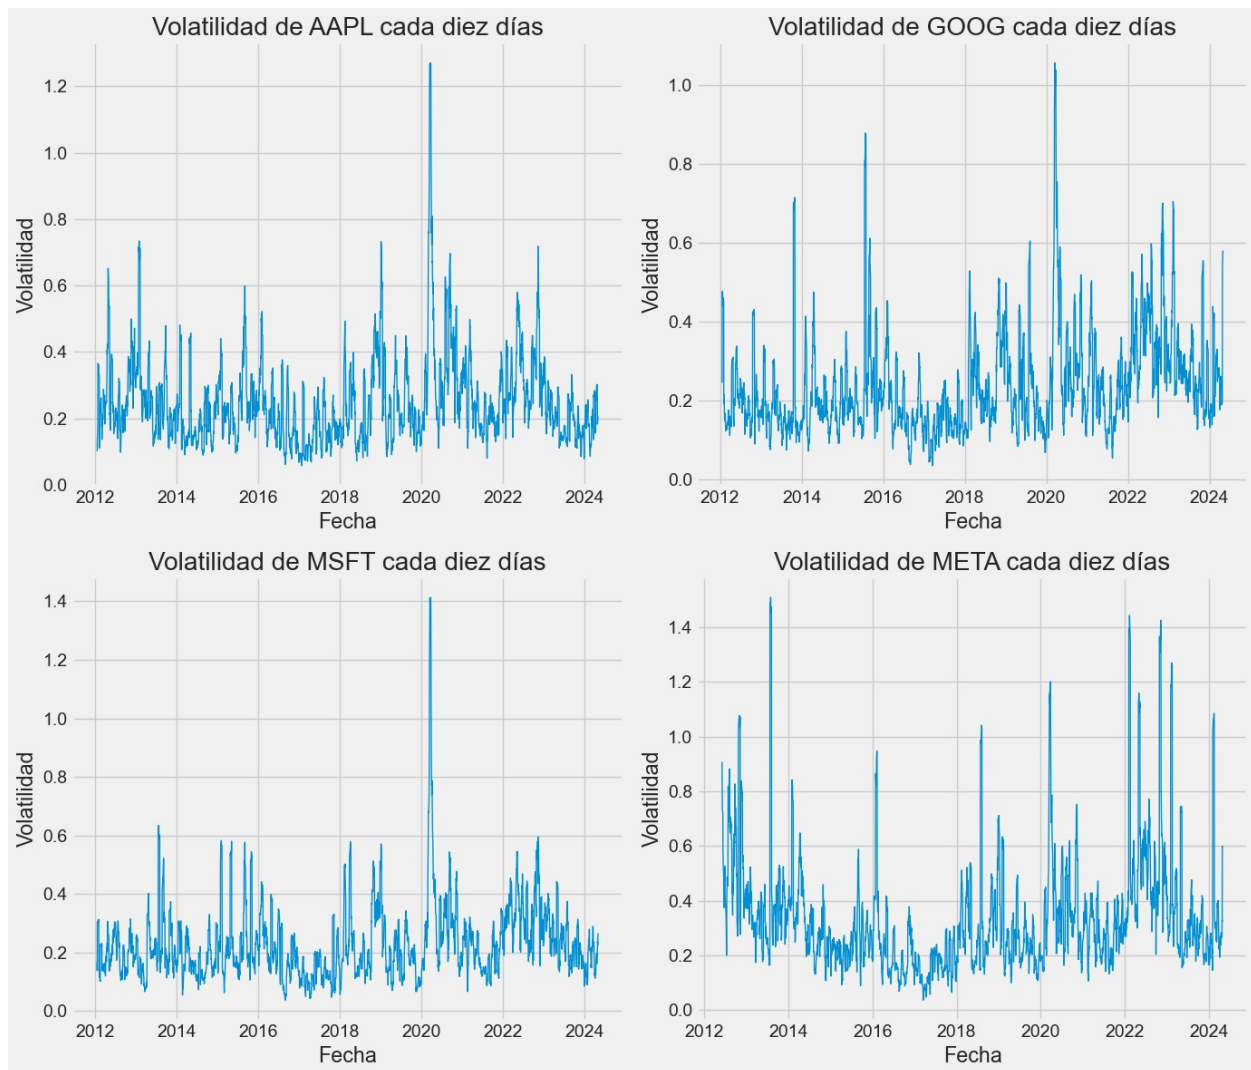 Volatilidad de AAPL cada diez días
Volatilidad
1.2
1.0
0.8
0.6
0.4
0.2
0.0
2012 2014 2016 2018 2020 2022 2024
Fecha
Volatilidad de GOOG cada diez días
Volatilidad
1.0
0.8
0.6
0.4
0.2
0.0
2012 2014 2016 2018 2020 2022 2024
Fecha
Volatilidad de MSFT cada diez días
Volatilidad
1.4
1.2
1.0
0.8
0.6
0.4
0.2
0.0
2012 2014 2016 2018 2020 2022 2024
Fecha
Volatilidad de META cada diez días
Volatilidad
1.4
1.2
1.0
0.8
0.6
0.4
0.2
0.0
2012 2014 2016 2018 2020 2022 2024
Fecha